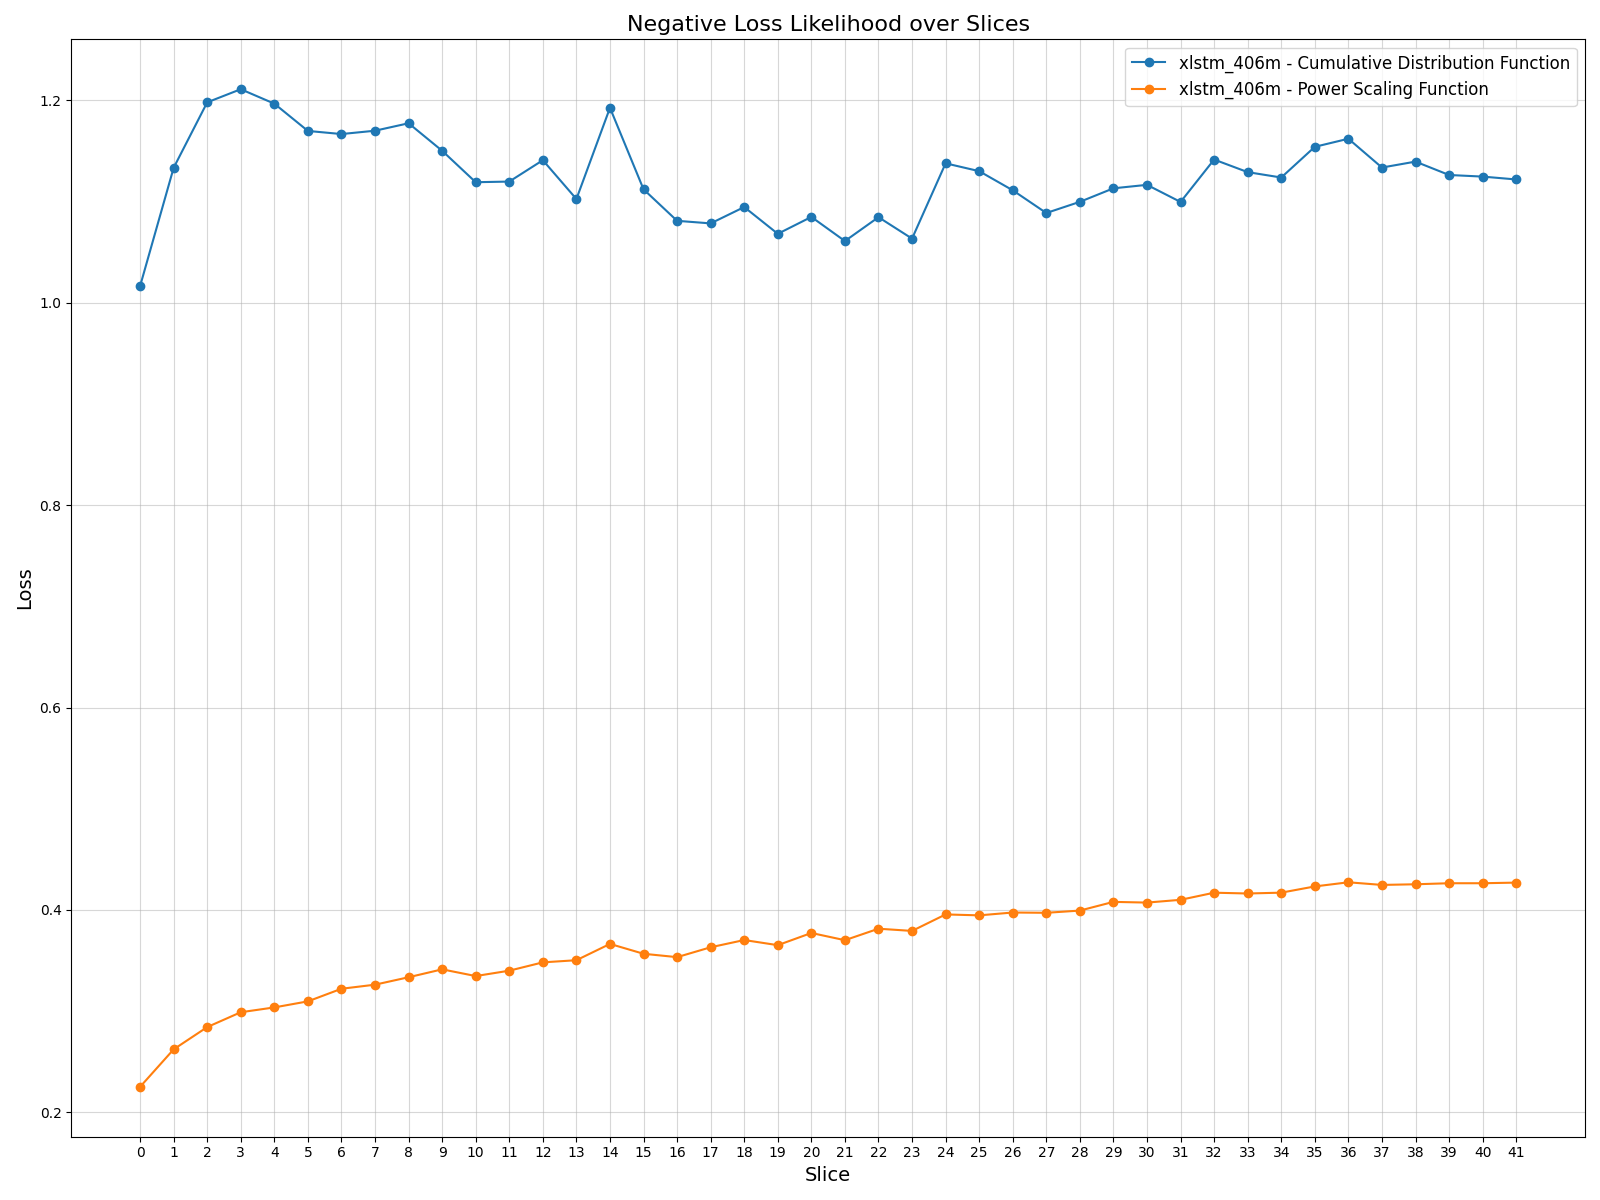 Negative Loss Likelihood over Slices
xlstm_406m - Cumulative Distribution Function
xlstm_406m - Power Scaling Function
1.2
1.0
0.8
0.6
0.4
0.2
Loss
0 1 2 3 4 5 6 7 8 9 10 11 12 13 14 15 16 17 18 19 20 21 22 23 24 25 26 27 28 29 30 31 32 33 34 35 36 37 38 39 40 41
Slice